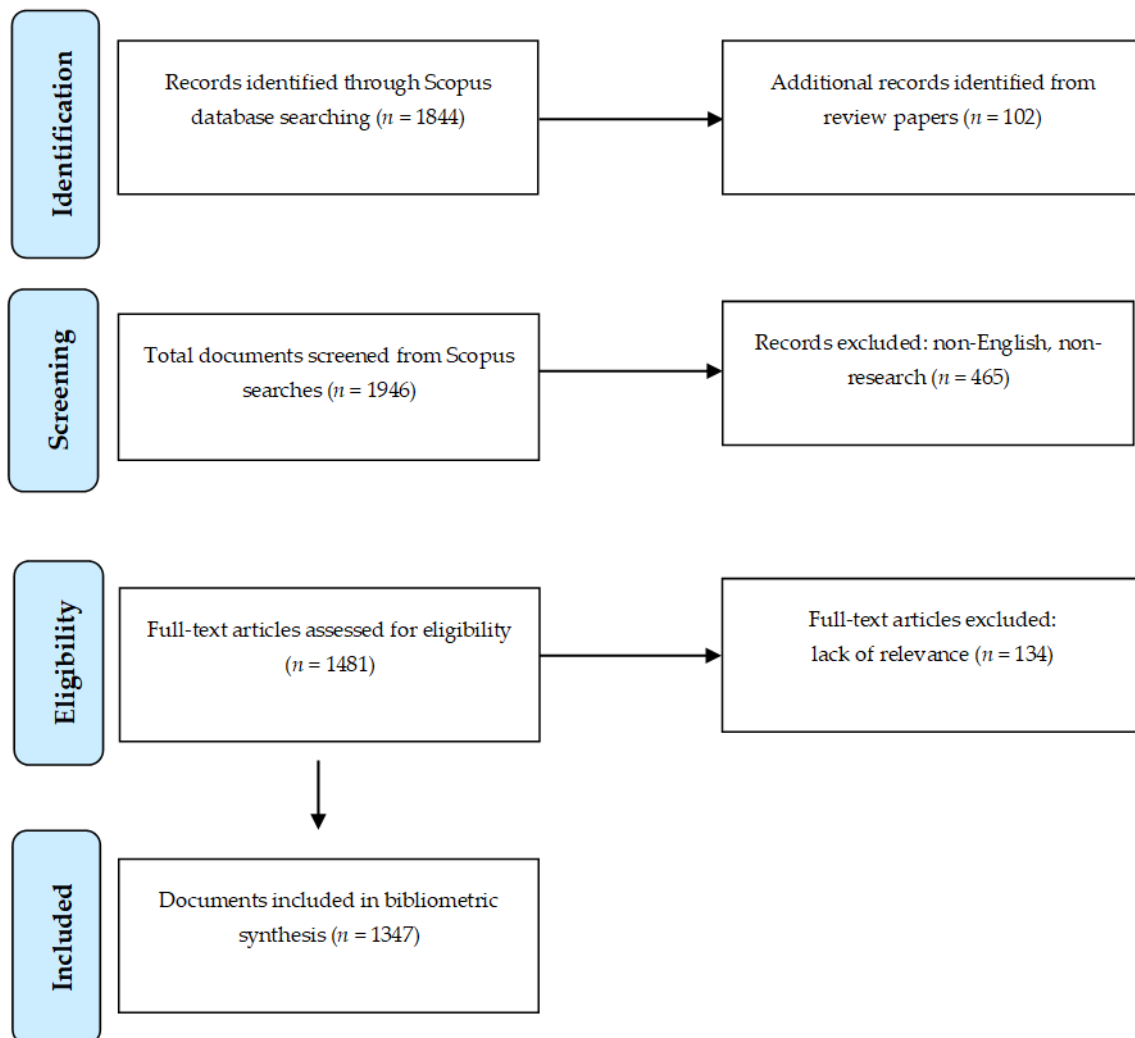 Identification
Records identified through Scopus
database searching (n = 1844)
Additional records identified from
review papers (n = 102)
Screening
Total documents screened from Scopus
searches (n = 1946)
Records excluded: non-English, non-
research (n = 465)
Eligibility
Full-text articles assessed for eligibility
(n = 1481)
Full-text articles excluded:
lack of relevance (n = 134)
Included
Documents included in bibliometric
synthesis (n = 1347)